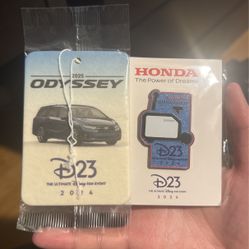 2025
ODYSSEY
D23
THE ULTIMATE Disney FAN EVENT
2024
HONDA
The Power of Dreams
D23
THE ULTIMATE Disney FAN EVENT
2024